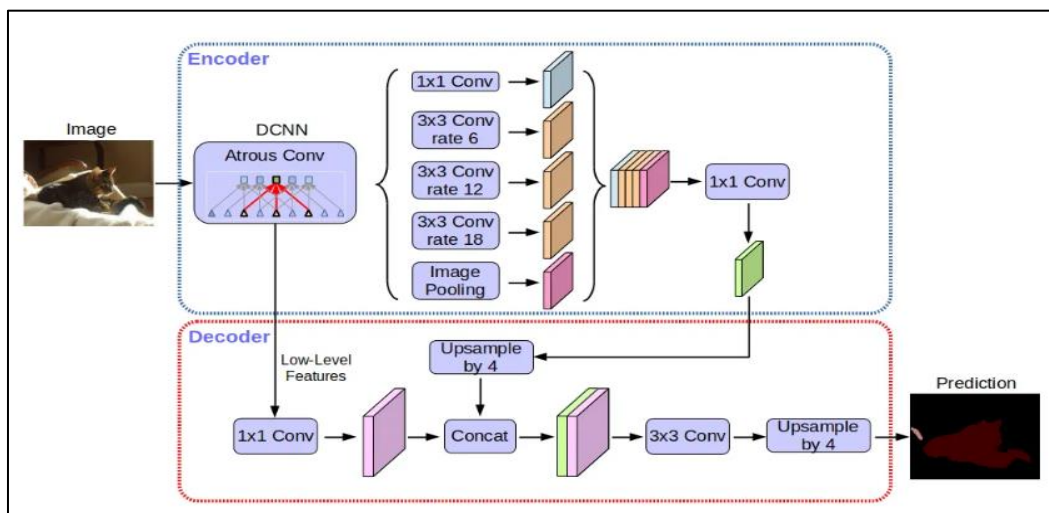 Encoder
Image
DCNN
Atrous Conv
1x1 Conv
3x3 Conv
rate 6
3x3 Conv
rate 12
3x3 Conv
rate 18
Image
Pooling
1x1 Conv
Decoder
Low-Level
Features
Upsample
by 4
1x1 Conv
Concat
3x3 Conv
Upsample
by 4
Prediction